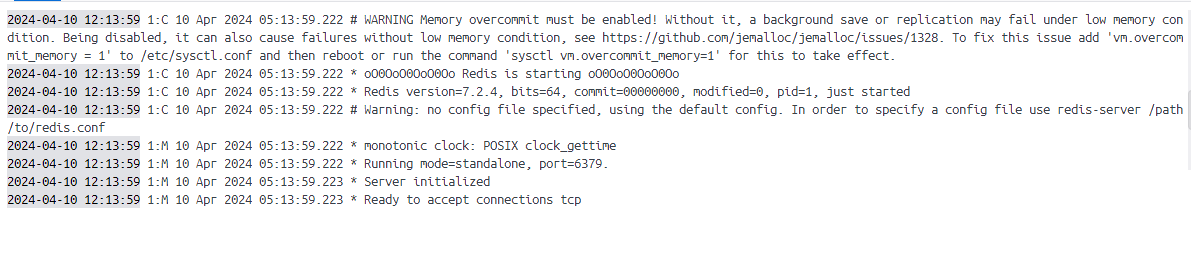 2024-04-10 12:13:59 1:C 10 Apr 2024 05:13:59.222 # WARNING Memory overcommit must be enabled! Without it, a background save or replication may fail under low memory con
dition. Being disabled, it can also cause failures without low memory condition, see https://github.com/jemalloc/jemalloc/issues/1328. To fix this issue add 'vm.overcom
mit_memory = 1' to /etc/sysctl.conf and then reboot or run the command 'sysctl vm.overcommit_memory=1' for this to take effect.
2024-04-10 12:13:59 1:C 10 Apr 2024 05:13:59.222 * oO0OoO0OoO0Oo Redis is starting oO0OoO0OoO0Oo
2024-04-10 12:13:59 1:C 10 Apr 2024 05:13:59.222 * Redis version=7.2.4, bits=64, commit=00000000, modified=0, pid=1, just started
2024-04-10 12:13:59 1:C 10 Apr 2024 05:13:59.222 # Warning: no config file specified, using the default config. In order to specify a config file use redis-server /path
/to/redis.conf
2024-04-10 12:13:59 1:M 10 Apr 2024 05:13:59.222 * monotonic clock: POSIX clock_gettime
2024-04-10 12:13:59 1:M 10 Apr 2024 05:13:59.222 * Running mode=standalone, port=6379.
2024-04-10 12:13:59 1:M 10 Apr 2024 05:13:59.223 * Server initialized
2024-04-10 12:13:59 1:M 10 Apr 2024 05:13:59.223 * Ready to accept connections tcp